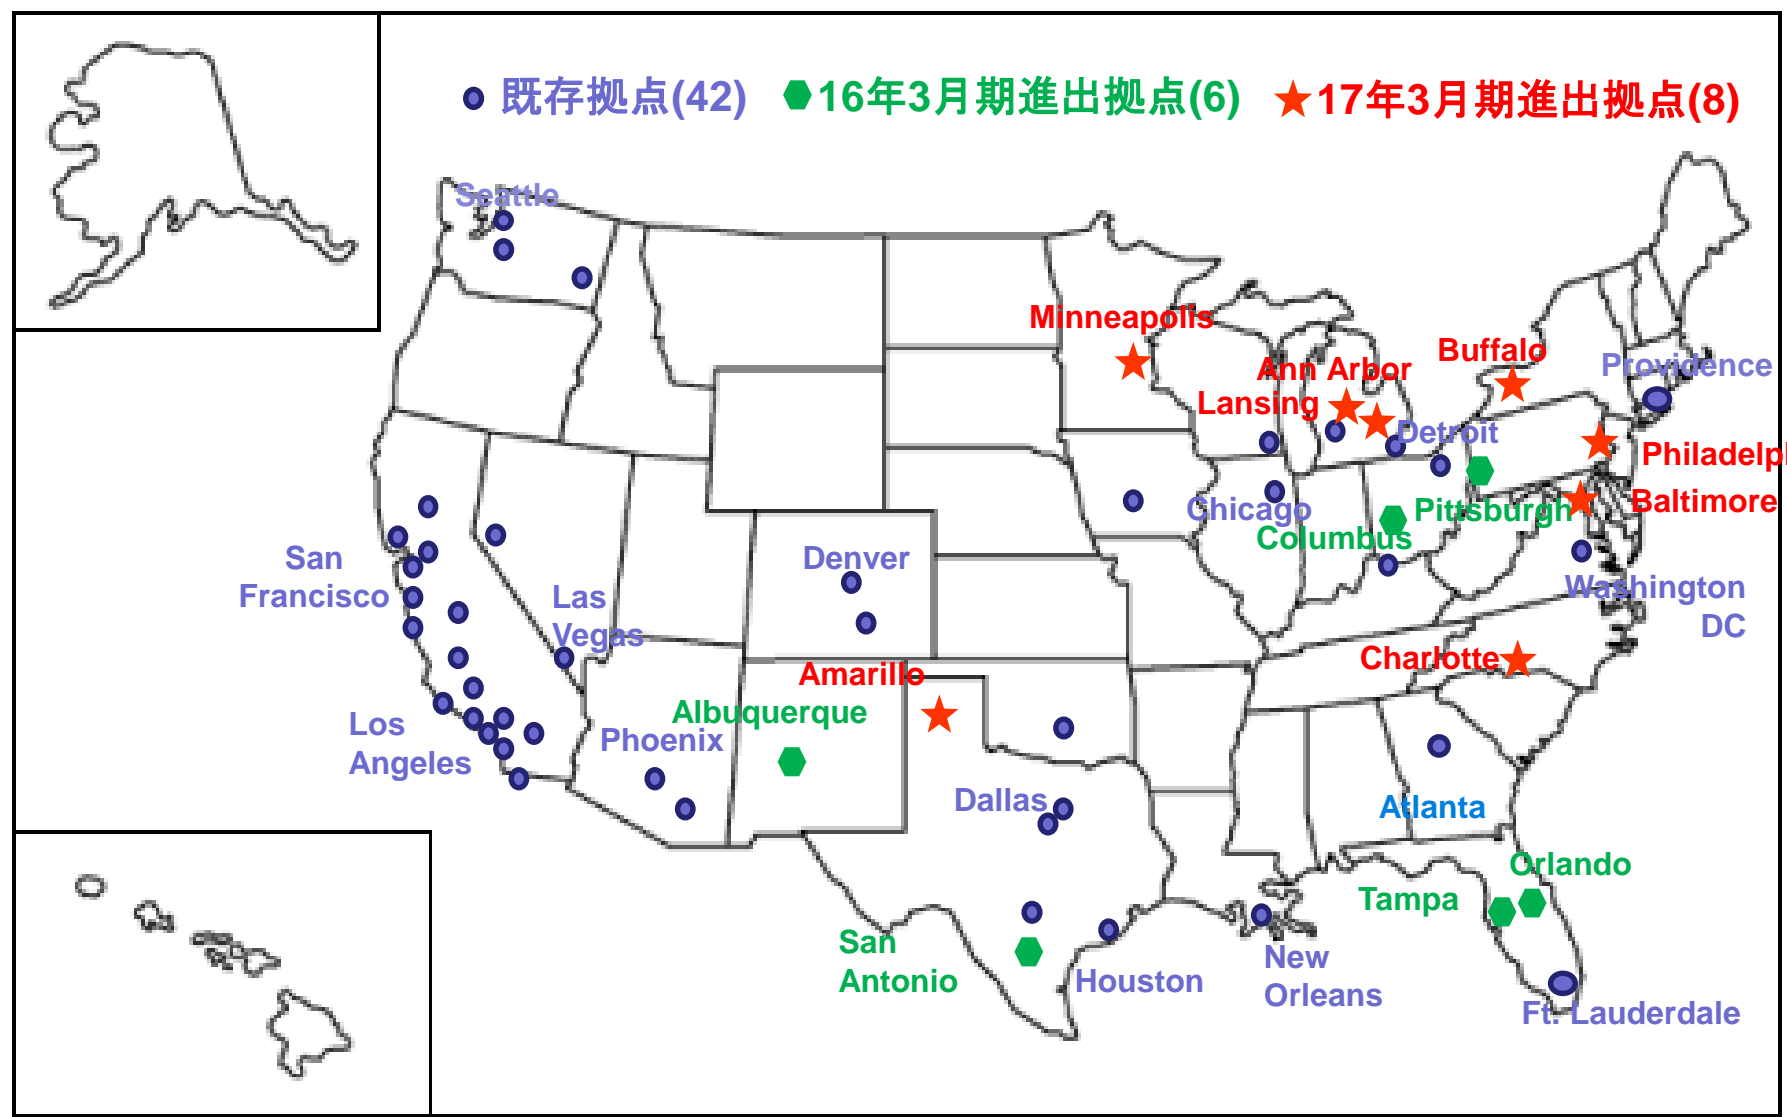 既存拠点(42) 16年3月期進出拠点(6) 17年3月期進出拠点(8)
Seattle
Minneapolis
Buffalo
Ann Arbor
Providence
Lansing
Detroit
Philadelp
Baltimore
Chicago
Pittsburgh
Columbus
San
Francisco
Denver
Las
Vegas
Washington
DC
Charlotte
Amarillo
Albuquerque
Los
Angeles
Phoenix
Dallas
Atlanta
Orlando
Tampa
San
Antonio
Houston
New
Orleans
Ft. Lauderdale